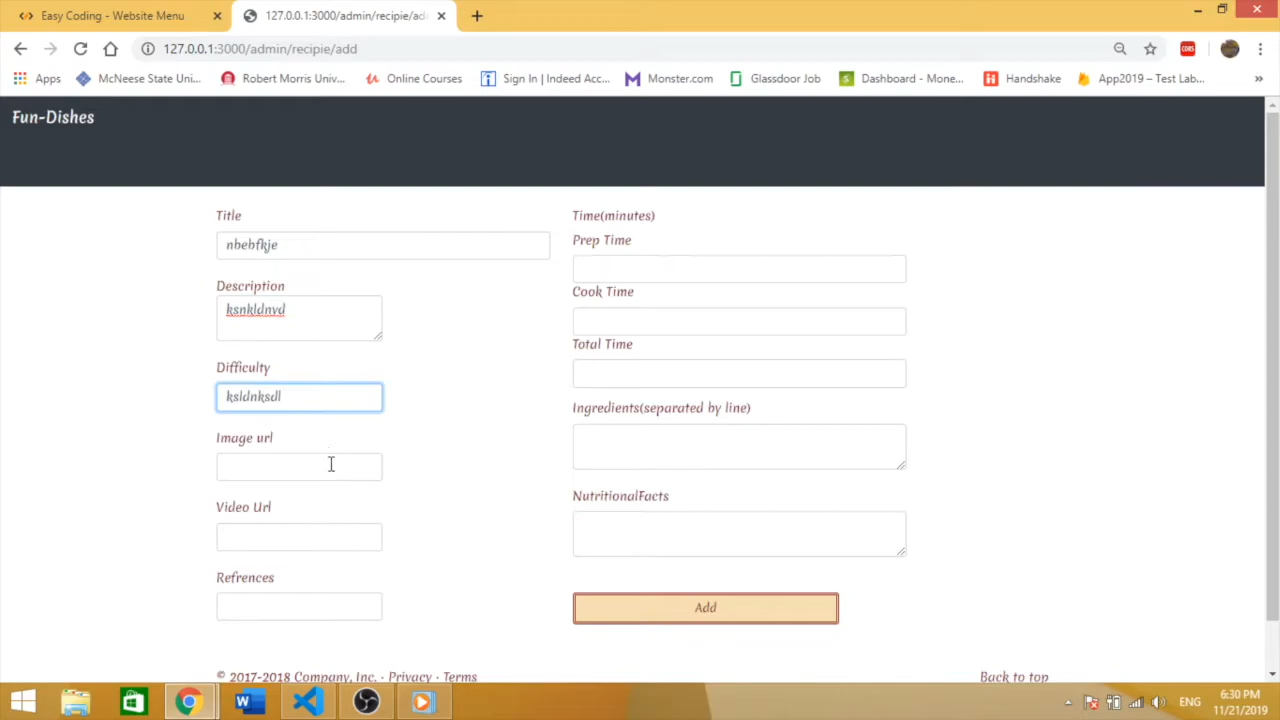 Easy Coding - Website Menu
127.0.0.1:3000/admin/recipie/ad
127.0.0.1:3000/admin/recipie/add
CORS
Apps
McNeese State Uni...
Robert Morris Univ...
Online Courses
Sign In | Indeed Acc...
Monster.com
Glassdoor Job
Dashboard - Mone...
Handshake
App2019 – Test Lab...
Fun-Dishes
Title
nbebfkje
Description
ksnkldnvd
Difficulty
ksldnksdl
Image url
Video Url
Refrences
Time(minutes)
Prep Time
Cook Time
Total Time
Ingredients(separated by line)
NutritionalFacts
Add
© 2017-2018 Company, Inc. · Privacy · Terms
Back to top
ENG
6:30 PM
11/21/2019